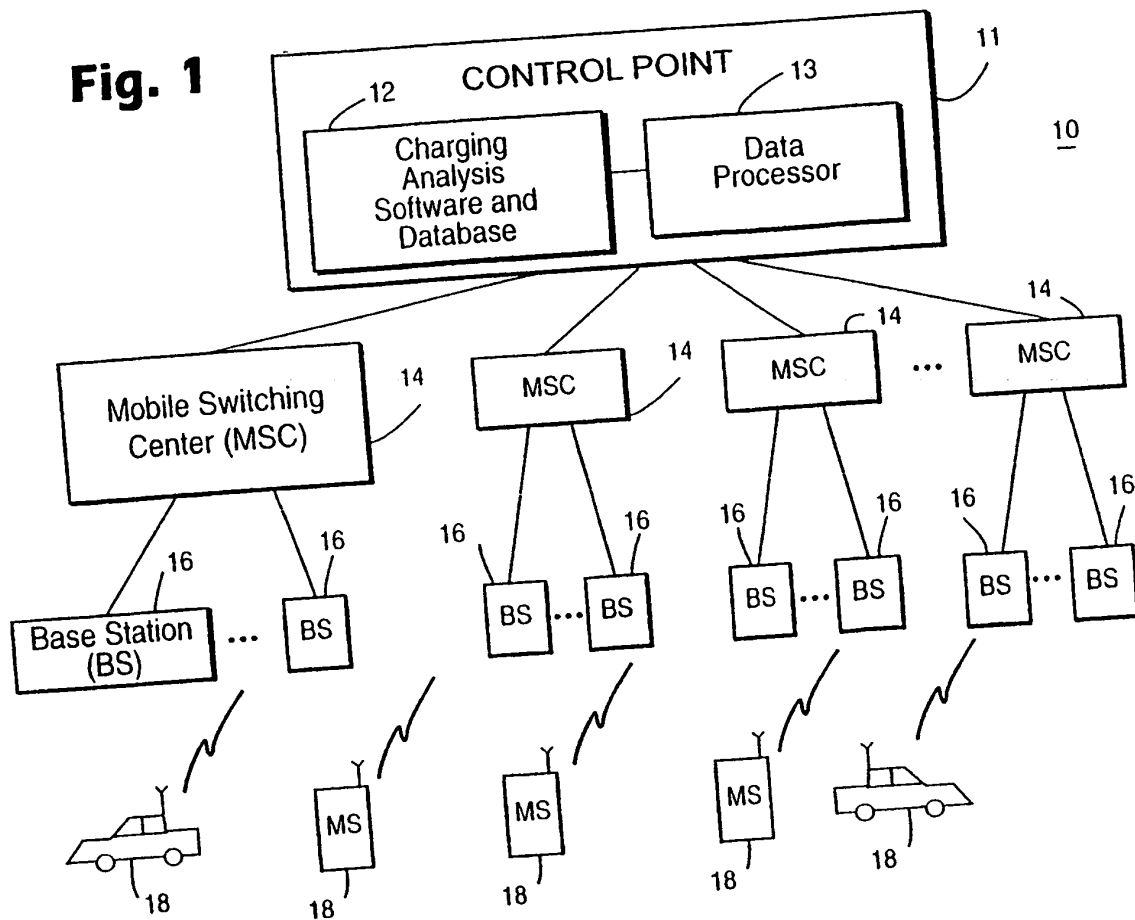 Fig. 1
CONTROL POINT
11
12
13
10
Charging
Analysis
Software and
Database
Data
Processor
14
14
14
14
Mobile Switching
Center (MSC)
MSC
MSC
...
MSC
16
16
16
16
16
16
16
16
Base Station
(BS)
...
BS
BS
...
BS
BS
...
BS
BS
...
BS
MS
MS
MS
18
18
18
18
18